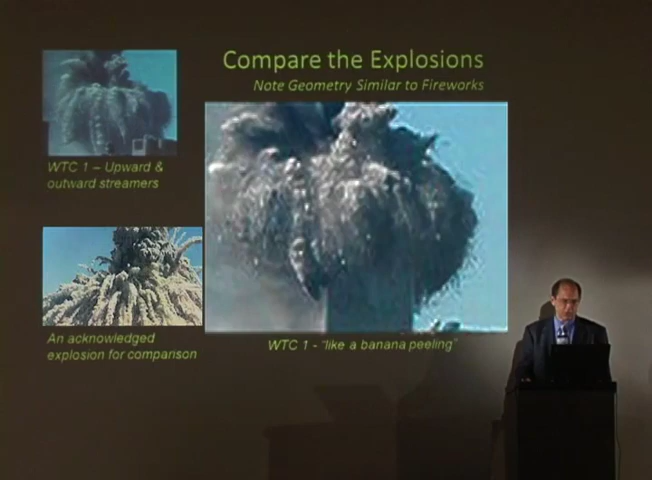 Compare the Explosions
Note Geometry Similar to Fireworks
WTC 1 – Upward &
outward streamers
An acknowledged
explosion for comparison
WTC 1 - "like a banana peeling"